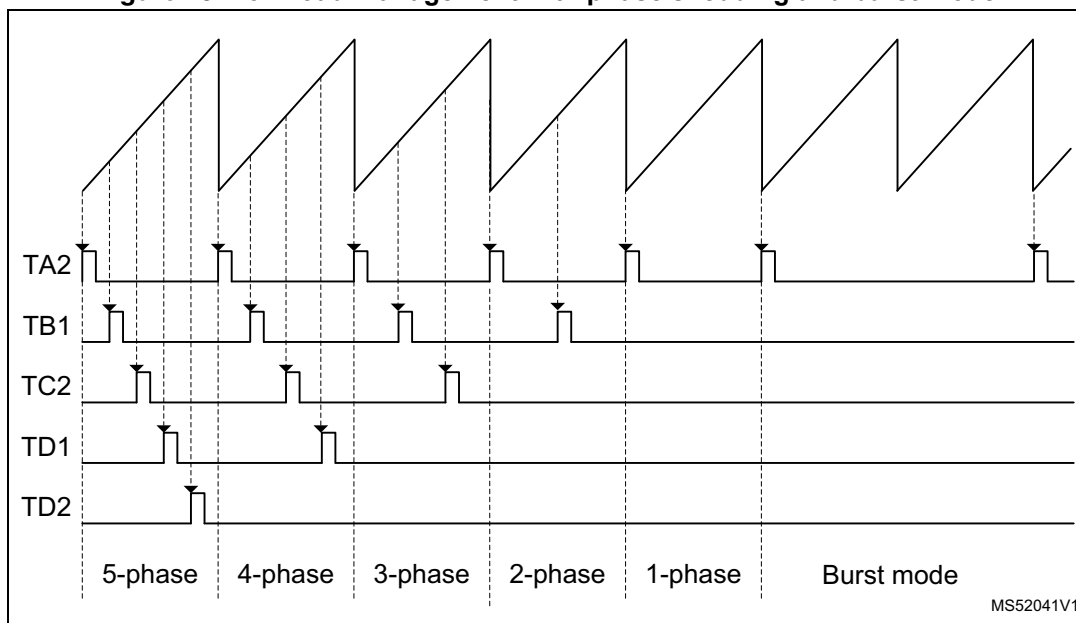 TA2
TB1
TC2
TD1
TD2
5-phase 4-phase 3-phase 2-phase 1-phase Burst mode
MS52041V1